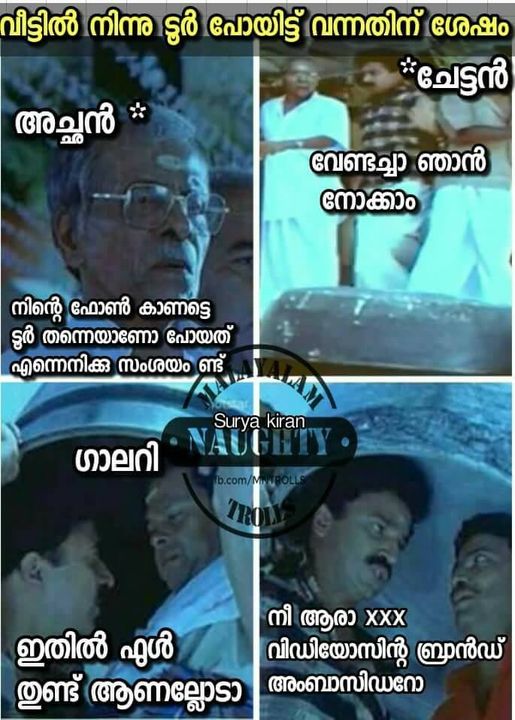 വീട്ടിൽ നിന്നു ടൂർ പോയിട്ട് വന്നതിന് ശേഷം
*ചേട്ടൻ
അച്ഛൻ *
വേണ്ടച്ചാ ഞാൻ
നോക്കാം
നിന്റെ ഫോൺ കാണട്ടെ
ടൂർ തന്നെയാണോ പോയത്
എന്നെനിക്കു സംശയം ണ്ട്
MALAYALAM
Surya kiran
NAUGHTY
fb.com/MNTROLLS
TROLLS
ഗാലറി
ഇതിൽ ഫുൾ
തുണ്ട് ആണല്ലോടാ
നീ ആരാ xxx
വിഡിയോസിന്റ ബ്രാൻഡ്
അംബാസിഡറോ